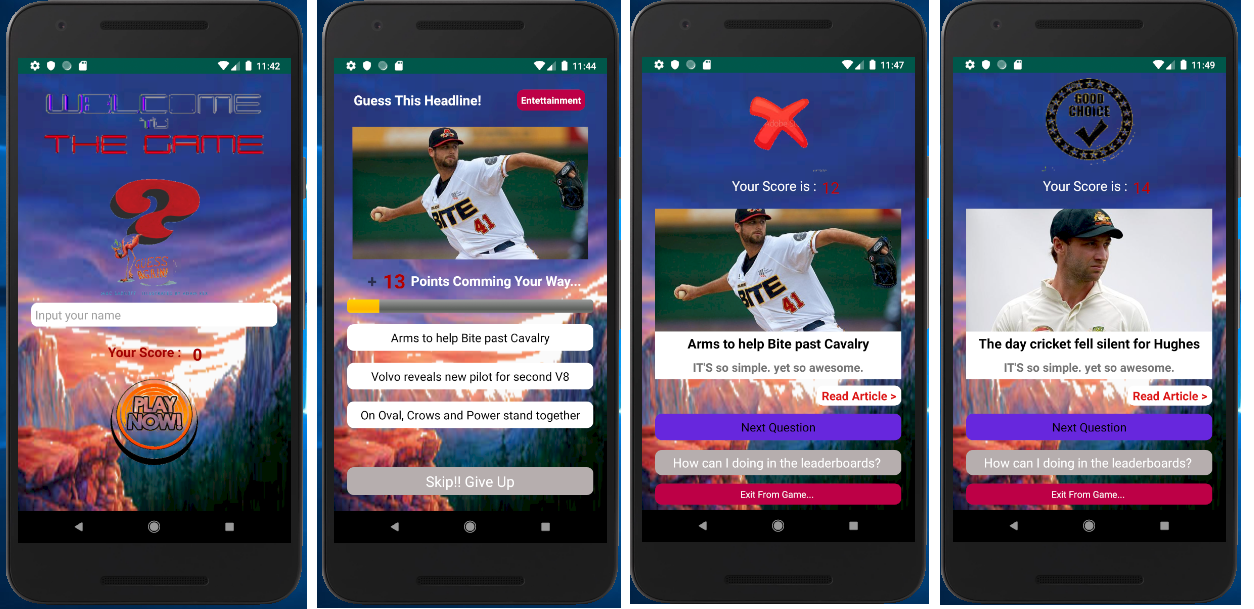 11:42
WELCOME
TO
THE GAME
Input your name
Your Score : 0
PLAY
NOW!
11:44
Guess This Headline!
Entettainment
BITE
41
+ 13 Points Comming Your Way...
Arms to help Bite past Cavalry
Volvo reveals new pilot for second V8
On Oval, Crows and Power stand together
Skip!! Give Up
11:47
Your Score is : 12
BITE
41
Arms to help Bite past Cavalry
IT'S so simple. yet so awesome.
Read Article >
Next Question
How can I doing in the leaderboards?
Exit From Game...
11:49
GOOD
CHOICE
Your Score is : 14
The day cricket fell silent for Hughes
IT'S so simple. yet so awesome.
Read Article >
Next Question
How can I doing in the leaderboards?
Exit From Game...